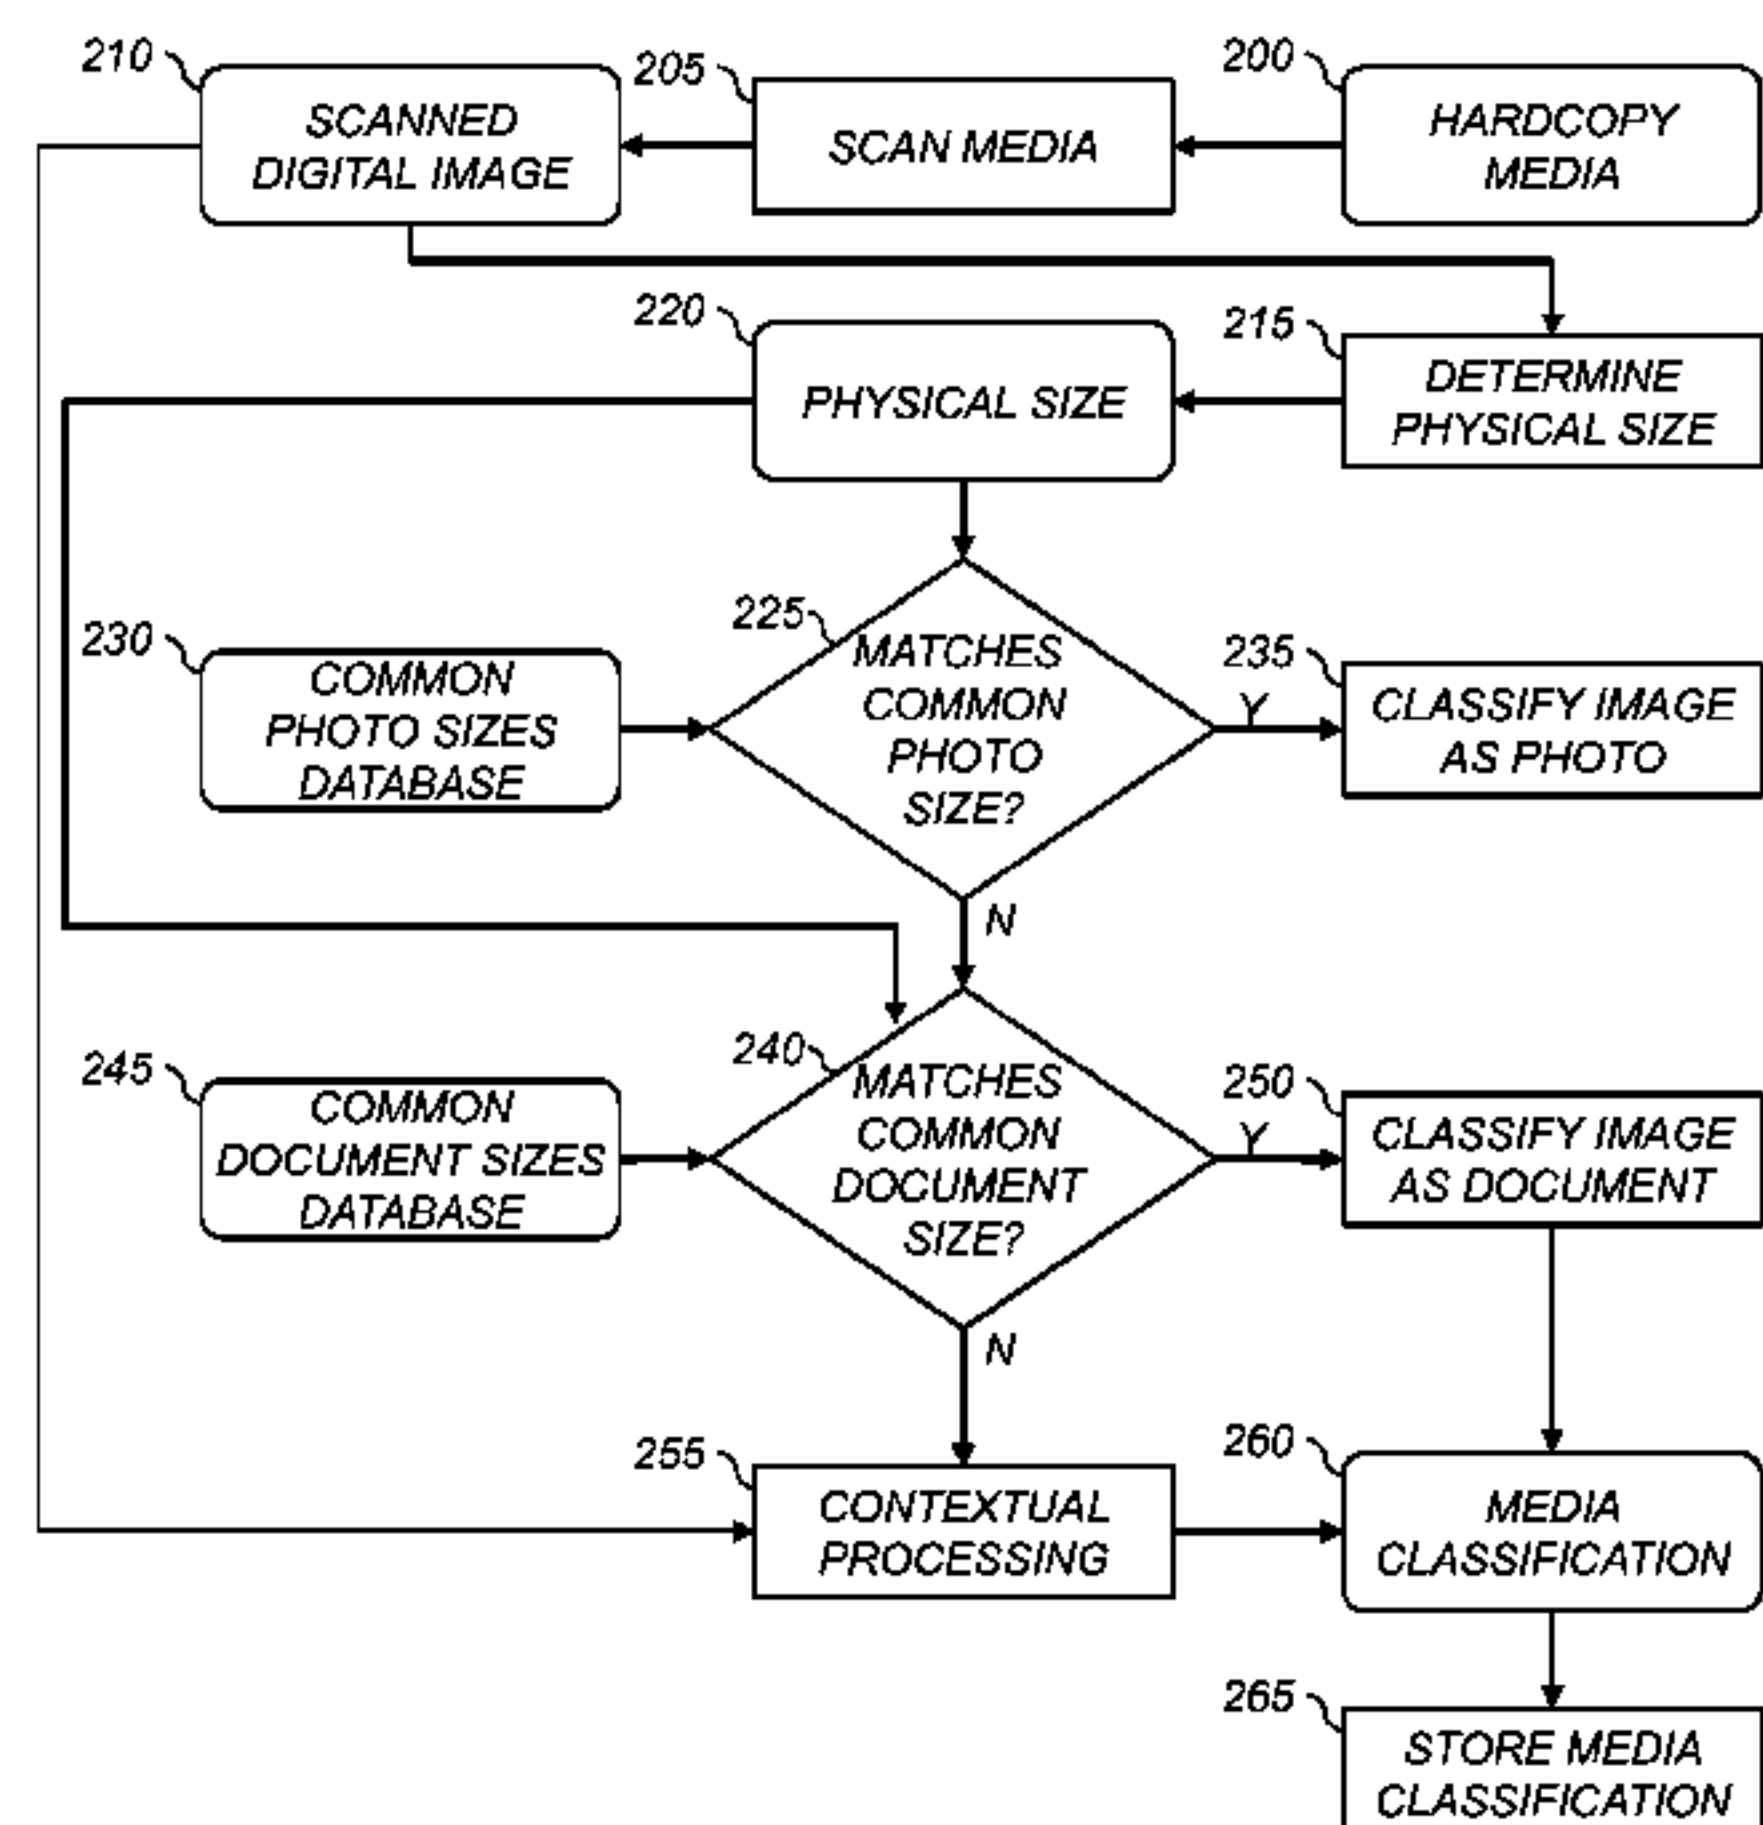 210
SCANNED
DIGITAL IMAGE
205
SCAN MEDIA
200
HARDCOPY
MEDIA
220
PHYSICAL SIZE
215
DETERMINE
PHYSICAL SIZE
230
COMMON
PHOTO SIZES
DATABASE
225
MATCHES
COMMON
PHOTO
SIZE?
Y
235
CLASSIFY IMAGE
AS PHOTO
N
245
COMMON
DOCUMENT SIZES
DATABASE
240
MATCHES
COMMON
DOCUMENT
SIZE?
Y
250
CLASSIFY IMAGE
AS DOCUMENT
N
255
CONTEXTUAL
PROCESSING
260
MEDIA
CLASSIFICATION
265
STORE MEDIA
CLASSIFICATION